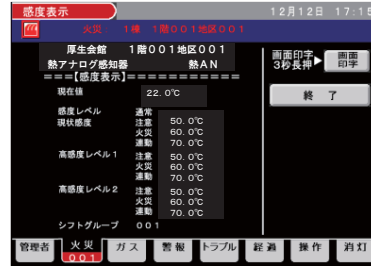 感度表示 12月12日 17:15
火災 1棟 1階001地区001
厚生会館 1階001地区001
熱アナログ感知器 熱AN
画面印字 3秒長押▶ 画面印字
===【感度表示】============
現在値 22. 0℃
終 了
感度レベル 通常
現状感度 注意 50. 0℃
火災 60. 0℃
連動 70. 0℃
高感度レベル1 注意 50. 0℃
火災 60. 0℃
連動 70. 0℃
高感度レベル2 注意 50. 0℃
火災 60. 0℃
連動 70. 0℃
シフトグループ 001
管理者 火災 ガス 警報 トラブル 経過 操作 消灯
001